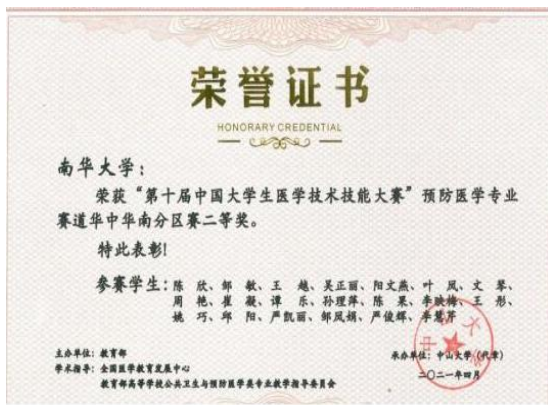 荣誉证书
HONORARY CREDENTIAL
南华大学：
荣获“第十届中国大学生医学技术技能大赛”预防医学专业
赛道华中华南分区赛二等奖。
特此表彰!
参赛学生：陈 欣、邹 敏、王 越、吴正丽、阳文燕、叶 凤、文 琴、
周 艳、崔 凝、谭 乐、孙理萍、陈 果、李映梅、王 彤、
姚 巧、邱 阳、严凯丽、邹凤娟、严俊辉、李慧芹
主办单位：教育部
承办单位：中山大学（代章）
学术指导：全国医学教育发展中心
二〇二一年四月
教育部高等学校公共卫生与预防医学类专业教学指导委员会